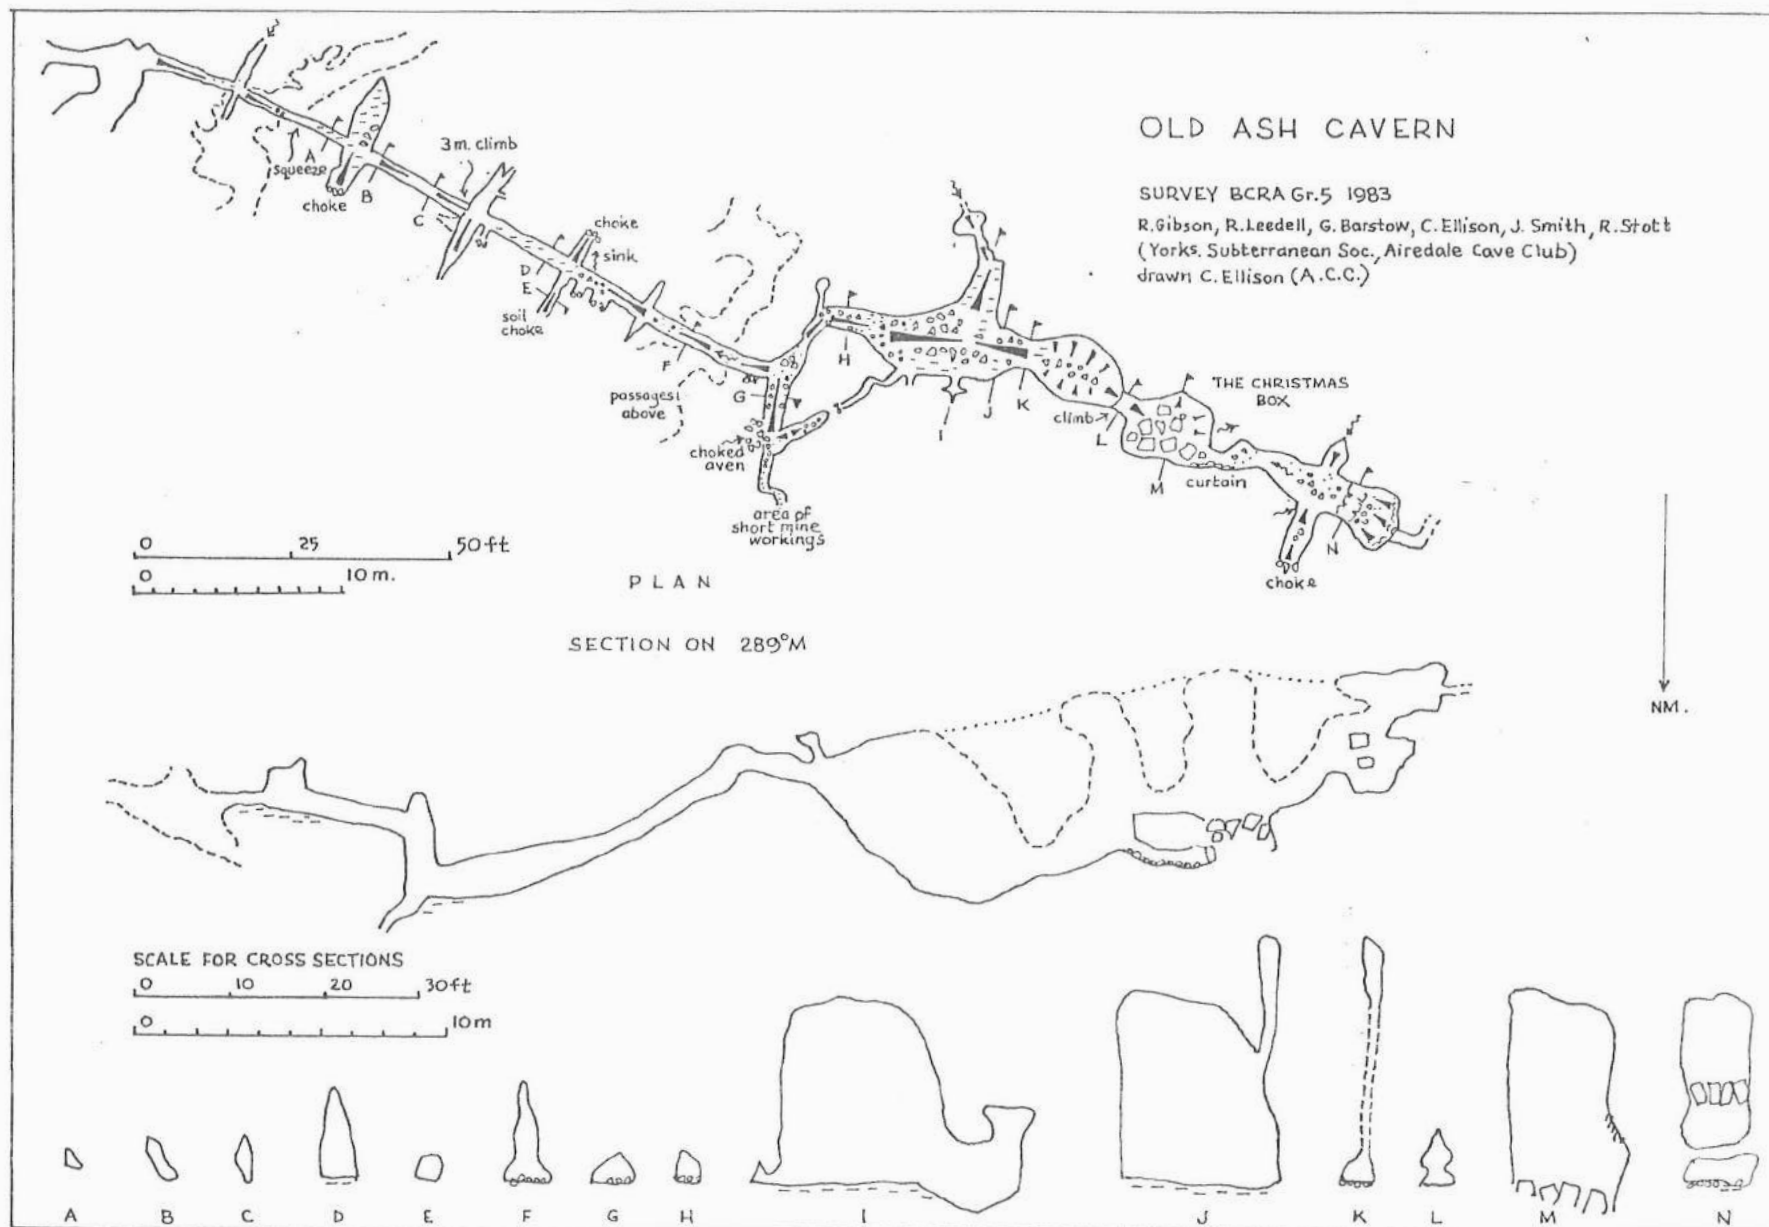 OLD ASH CAVERN
SURVEY BCRA Gr.5 1983
R.Gibson, R.Leedell, G.Barstow, C.Ellison, J.Smith, R.Stott
(Yorks. Subterranean Soc., Airedale Cave Club)
drawn C.Ellison (A.C.C.)
3m. climb
A
squeeze
choke
B
C
choke
sink
D
E
soil
choke
F
passages
above
G
choked
aven
area of
short mine
workings
H
I
J
K
climb
L
THE CHRISTMAS
BOX
M
curtain
N
choke
0 25 50ft
0 10m.
PLAN
NM.
SECTION ON 289°M
SCALE FOR CROSS SECTIONS
0 10 20 30ft
0 10m
A B C D E F G H I J K L M N